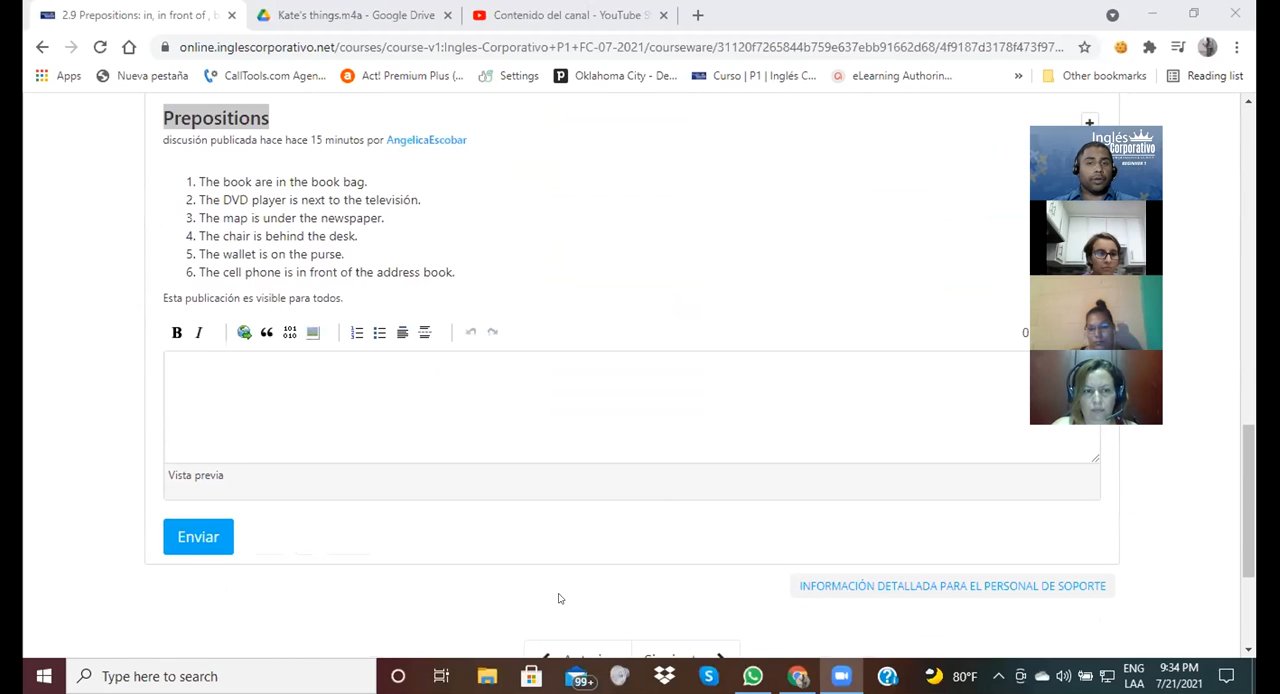 2.9 Prepositions: in, in front of , b
Kate's things.m4a - Google Drive
Contenido del canal - YouTube S
online.inglescorporativo.net/courses/course-v1:Ingles-Corporativo+P1+FC-07-2021/courseware/31120f7265844b759e637ebb91662d68/4f9187d3178f473f97...
Apps
Nueva pestaña
CallTools.com Agen...
Act! Premium Plus (...
Settings
Oklahoma City - De...
Curso | P1 | Inglés C...
eLearning Authorin...
»
Other bookmarks
Reading list
Prepositions
discusión publicada hace hace 15 minutos por AngelicaEscobar
1. The book are in the book bag.
2. The DVD player is next to the televisión.
3. The map is under the newspaper.
4. The chair is behind the desk.
5. The wallet is on the purse.
6. The cell phone is in front of the address book.
Esta publicación es visible para todos.
B I
0
Vista previa
Enviar
INFORMACIÓN DETALLADA PARA EL PERSONAL DE SOPORTE
Inglés
Corporativo
BEGINNER 1
Type here to search
99+
80°F
ENG
LAA
9:34 PM
7/21/2021